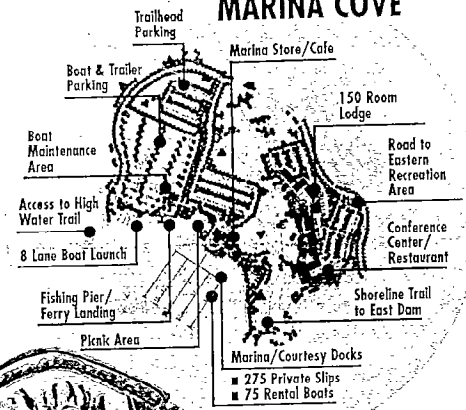 MARINA COVE
Trailhead
Parking
Marina Store/Cafe
Boat & Trailer
Parking
150 Room
Lodge
Boat
Maintenance
Area
Road to
Eastern
Recreation
Area
Access to High
Water Trail
8 Lane Boat Launch
Conference
Center/
Restaurant
Fishing Pier/
Ferry Landing
Shoreline Trail
to East Dam
Picnic Area
Marina/Courtesy Docks
■ 275 Private Slips
■ 75 Rental Boats